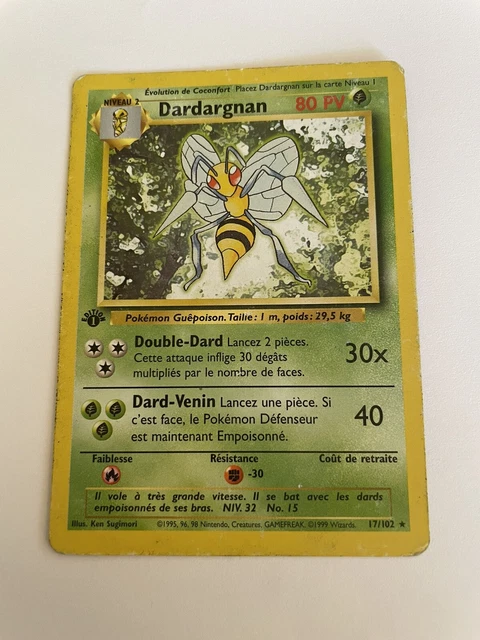 Évolution de Coconfort Placez Dardargnan sur la carte Niveau 1
NIVEAU 2
Dardargnan 80 PV
EDITION 1
Pokémon Guêpoison. Taille : 1 m, poids : 29,5 kg
Double-Dard Lancez 2 pièces.
Cette attaque inflige 30 dégâts 30x
multipliés par le nombre de faces.
Dard-Venin Lancez une pièce. Si
c'est face, le Pokémon Défenseur 40
est maintenant Empoisonné.
Faiblesse Résistance Coût de retraite
-30
Il vole à très grande vitesse. Il se bat avec les dards
empoisonnés de ses bras. NIV. 32 No. 15
Illus. Ken Sugimori ©1995, 96, 98 Nintendo, Creatures, GAMEFREAK. ©1999 Wizards. 17/102 ★